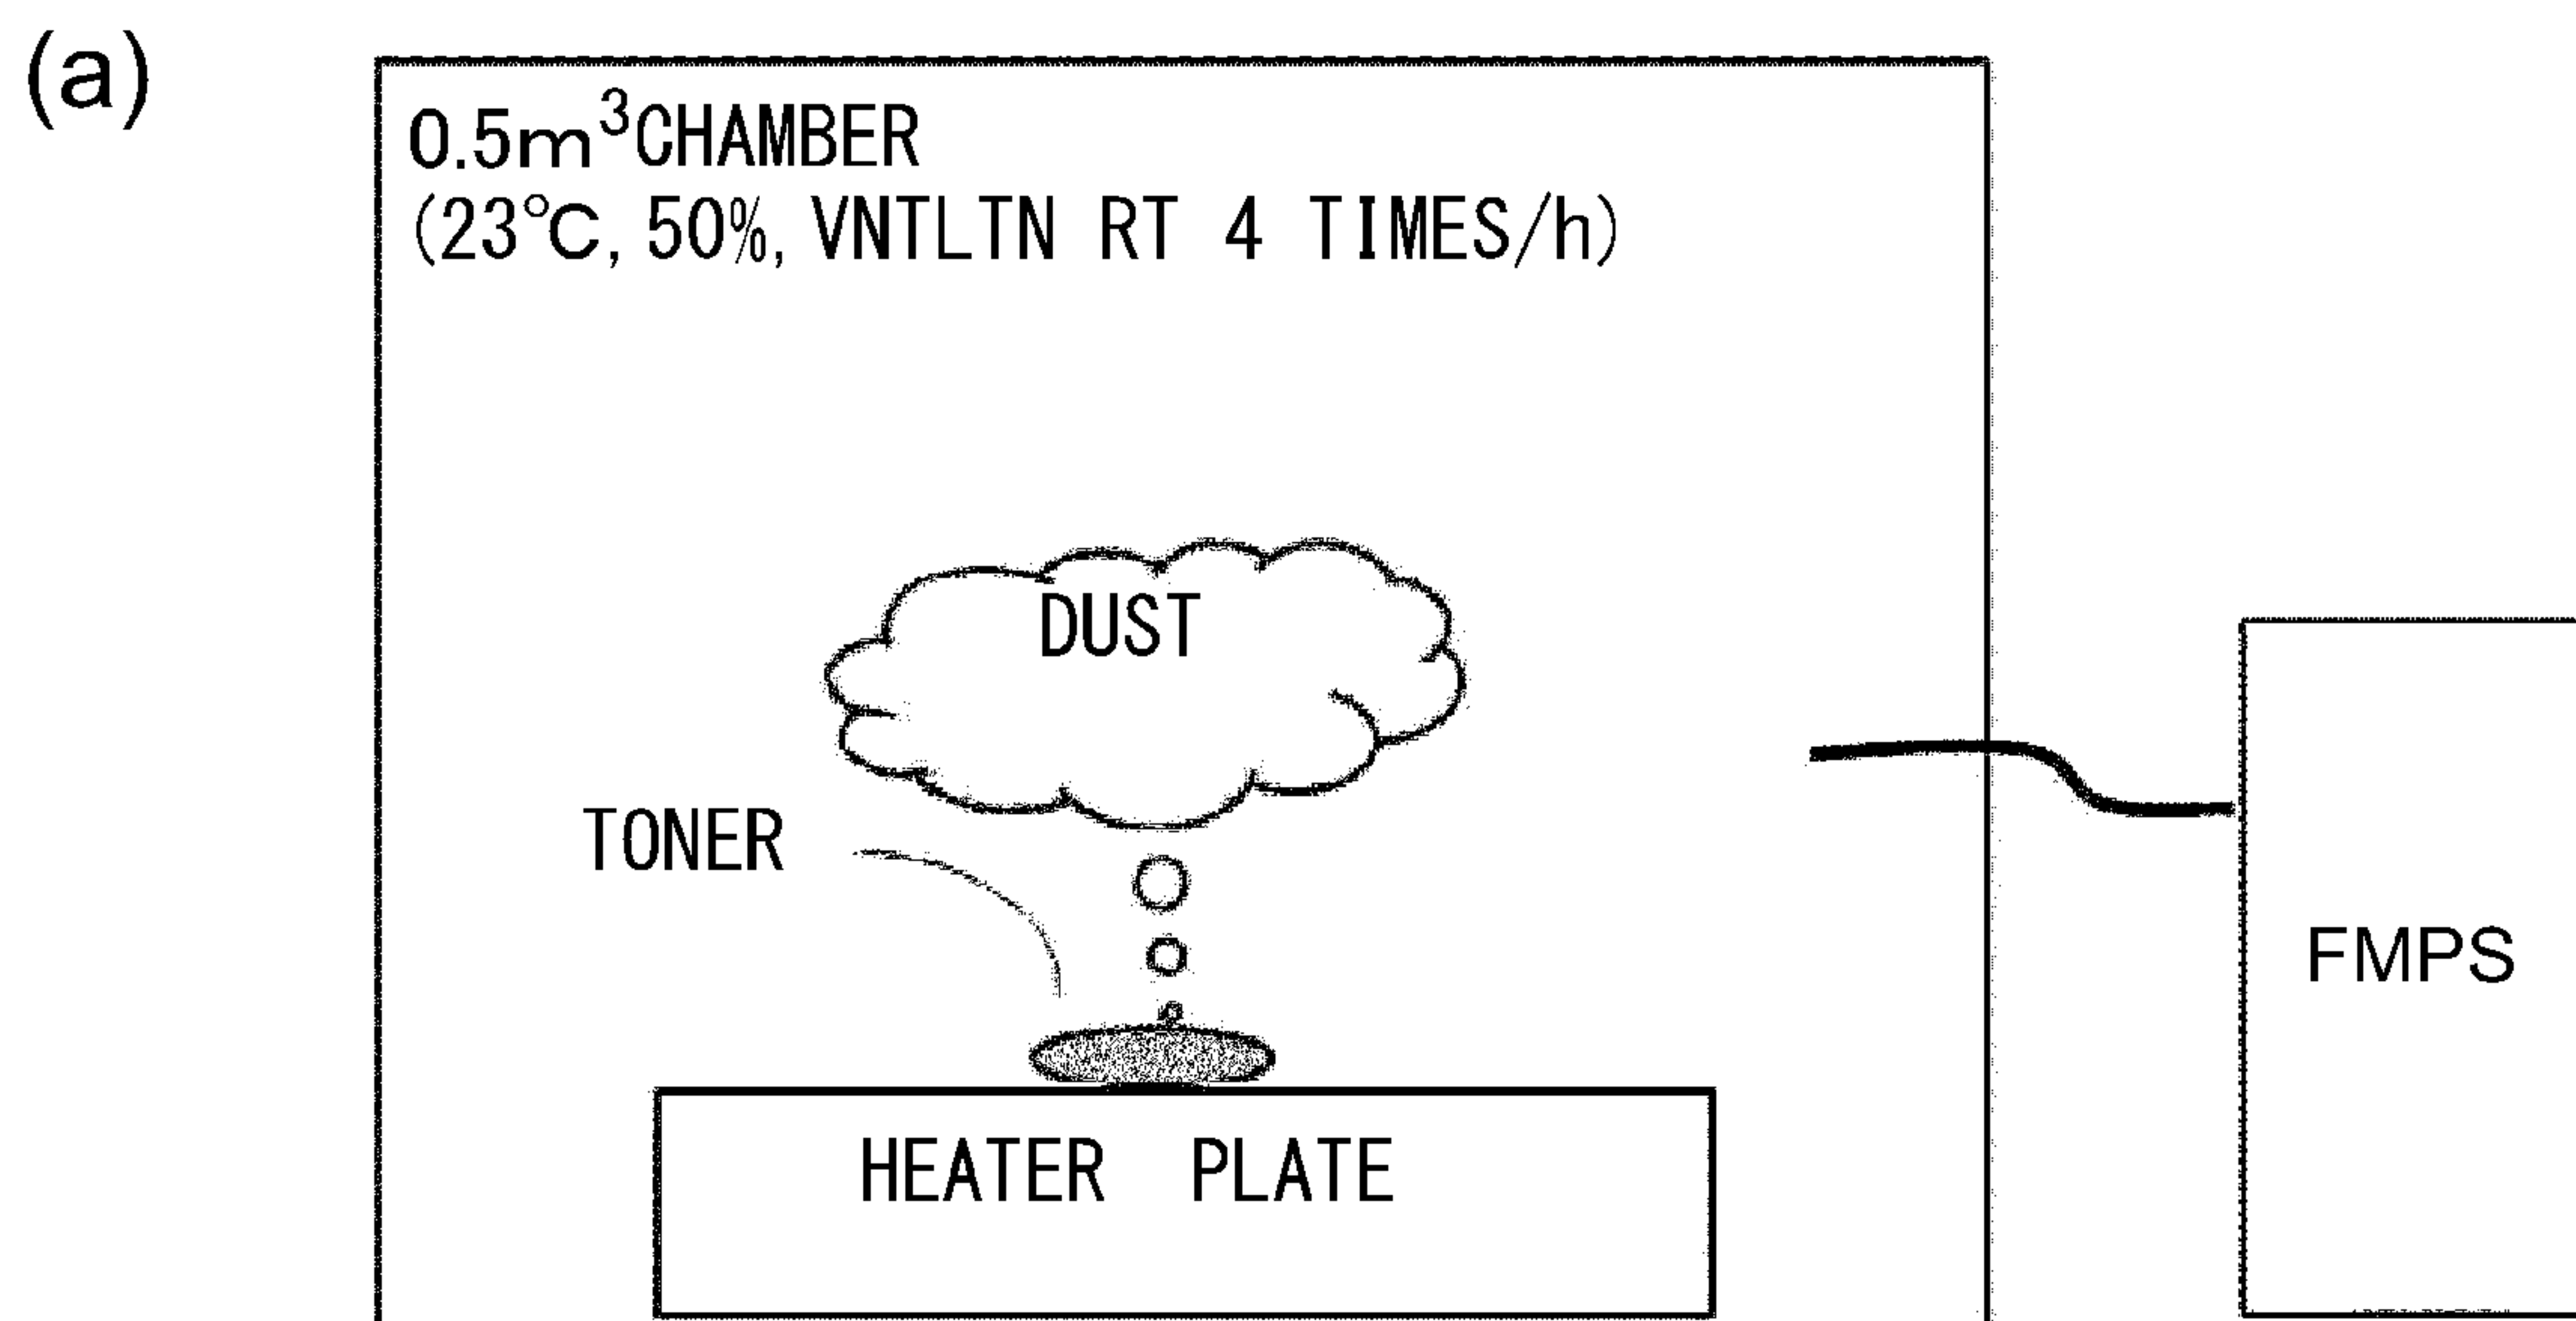 (a)
0.5m³CHAMBER
(23℃, 50%, VNTLTN RT 4 TIMES/h)
DUST
TONER
FMPS
HEATER PLATE